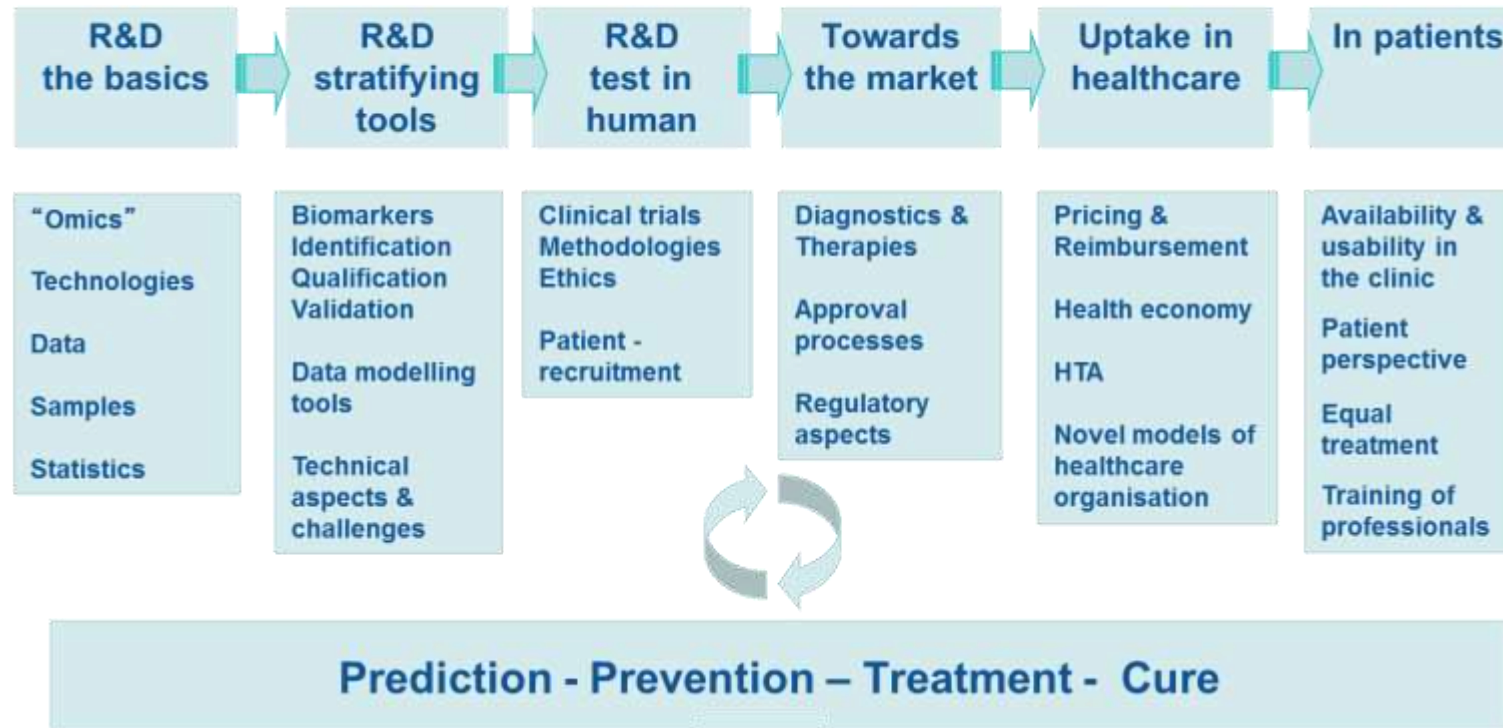 R&D
the basics
R&D
stratifying
tools
R&D
test in
human
Towards
the market
Uptake in
healthcare
In patients
“Omics”
Technologies
Data
Samples
Statistics
Biomarkers
Identification
Qualification
Validation
Data modelling
tools
Technical
aspects &
challenges
Clinical trials
Methodologies
Ethics
Patient -
recruitment
Diagnostics &
Therapies
Approval
processes
Regulatory
aspects
Pricing &
Reimbursement
Health economy
HTA
Novel models of
healthcare
organisation
Availability &
usability in
the clinic
Patient
perspective
Equal
treatment
Training of
professionals
Prediction - Prevention – Treatment - Cure